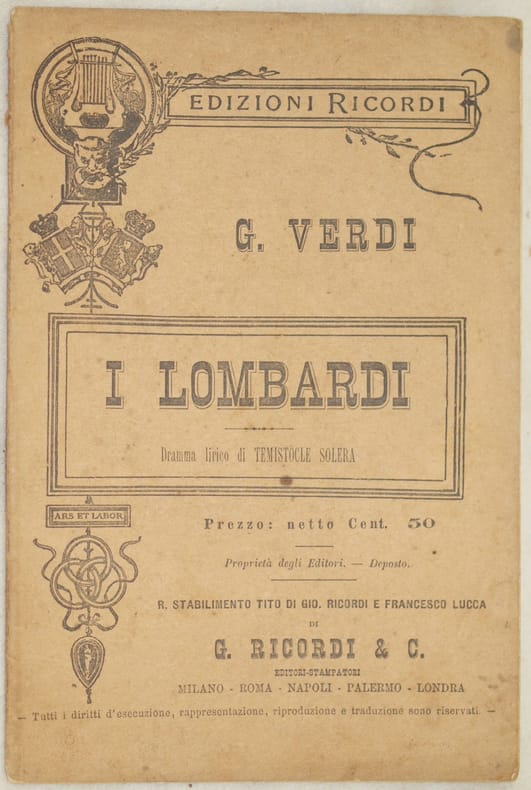 EDIZIONI RICORDI
G. VERDI
I LOMBARDI
Dramma lirico di TEMISTOCLE SOLERA
ARS ET LABOR
Prezzo: netto Cent. 50
Proprietà degli Editori. — Deposto.
R. STABILIMENTO TITO DI GIO. RICORDI E FRANCESCO LUCCA
DI
G. RICORDI & C.
EDITORI-STAMPATORI
MILANO - ROMA - NAPOLI - PALERMO - LONDRA
— Tutti i diritti d'esecuzione, rappresentazione, riproduzione e traduzione sono riservati. —